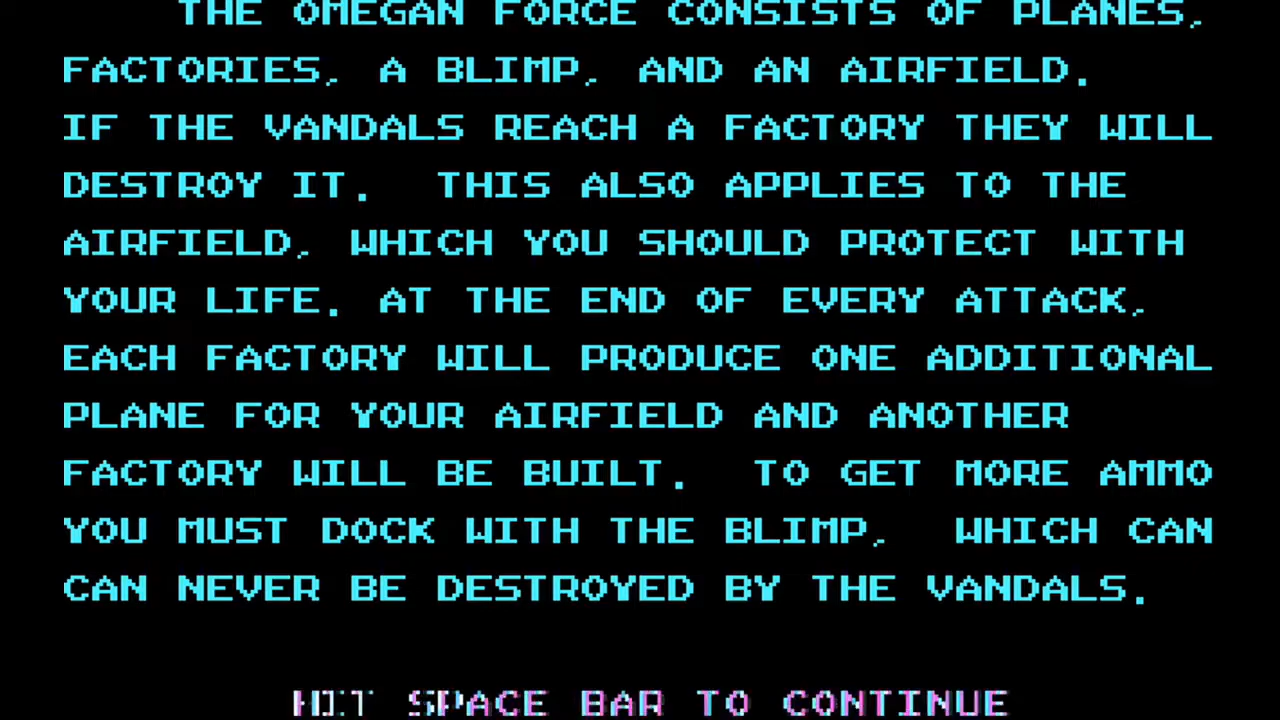 THE OMEGAN FORCE CONSISTS OF PLANES,
FACTORIES, A BLIMP, AND AN AIRFIELD.
IF THE VANDALS REACH A FACTORY THEY WILL
DESTROY IT.  THIS ALSO APPLIES TO THE
AIRFIELD, WHICH YOU SHOULD PROTECT WITH
YOUR LIFE. AT THE END OF EVERY ATTACK,
EACH FACTORY WILL PRODUCE ONE ADDITIONAL
PLANE FOR YOUR AIRFIELD AND ANOTHER
FACTORY WILL BE BUILT.  TO GET MORE AMMO
YOU MUST DOCK WITH THE BLIMP,  WHICH CAN
CAN NEVER BE DESTROYED BY THE VANDALS.
HIT SPACE BAR TO CONTINUE